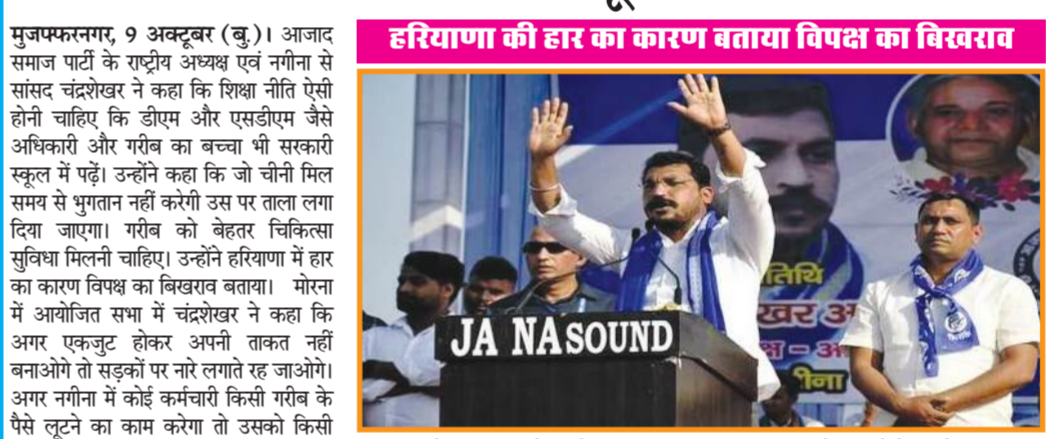 हरियाणा की हार का कारण बताया विपक्ष का बिखराव
मुजफ्फरनगर, 9 अक्टूबर (बु.)। आजाद
समाज पार्टी के राष्ट्रीय अध्यक्ष एवं नगीना से
सांसद चंद्रशेखर ने कहा कि शिक्षा नीति ऐसी
होनी चाहिए कि डीएम और एसडीएम जैसे
अधिकारी और गरीब का बच्चा भी सरकारी
स्कूल में पढ़ें। उन्होंने कहा कि जो चीनी मिल
समय से भुगतान नहीं करेगी उस पर ताला लगा
दिया जाएगा। गरीब को बेहतर चिकित्सा
सुविधा मिलनी चाहिए। उन्होंने हरियाणा में हार
का कारण विपक्ष का बिखराव बताया। मोरना
में आयोजित सभा में चंद्रशेखर ने कहा कि
अगर एकजुट होकर अपनी ताकत नहीं
बनाओगे तो सड़कों पर नारे लगाते रह जाओगे।
अगर नगीना में कोई कर्मचारी किसी गरीब के
पैसे लूटने का काम करेगा तो उसको किसी
JA NA SOUND